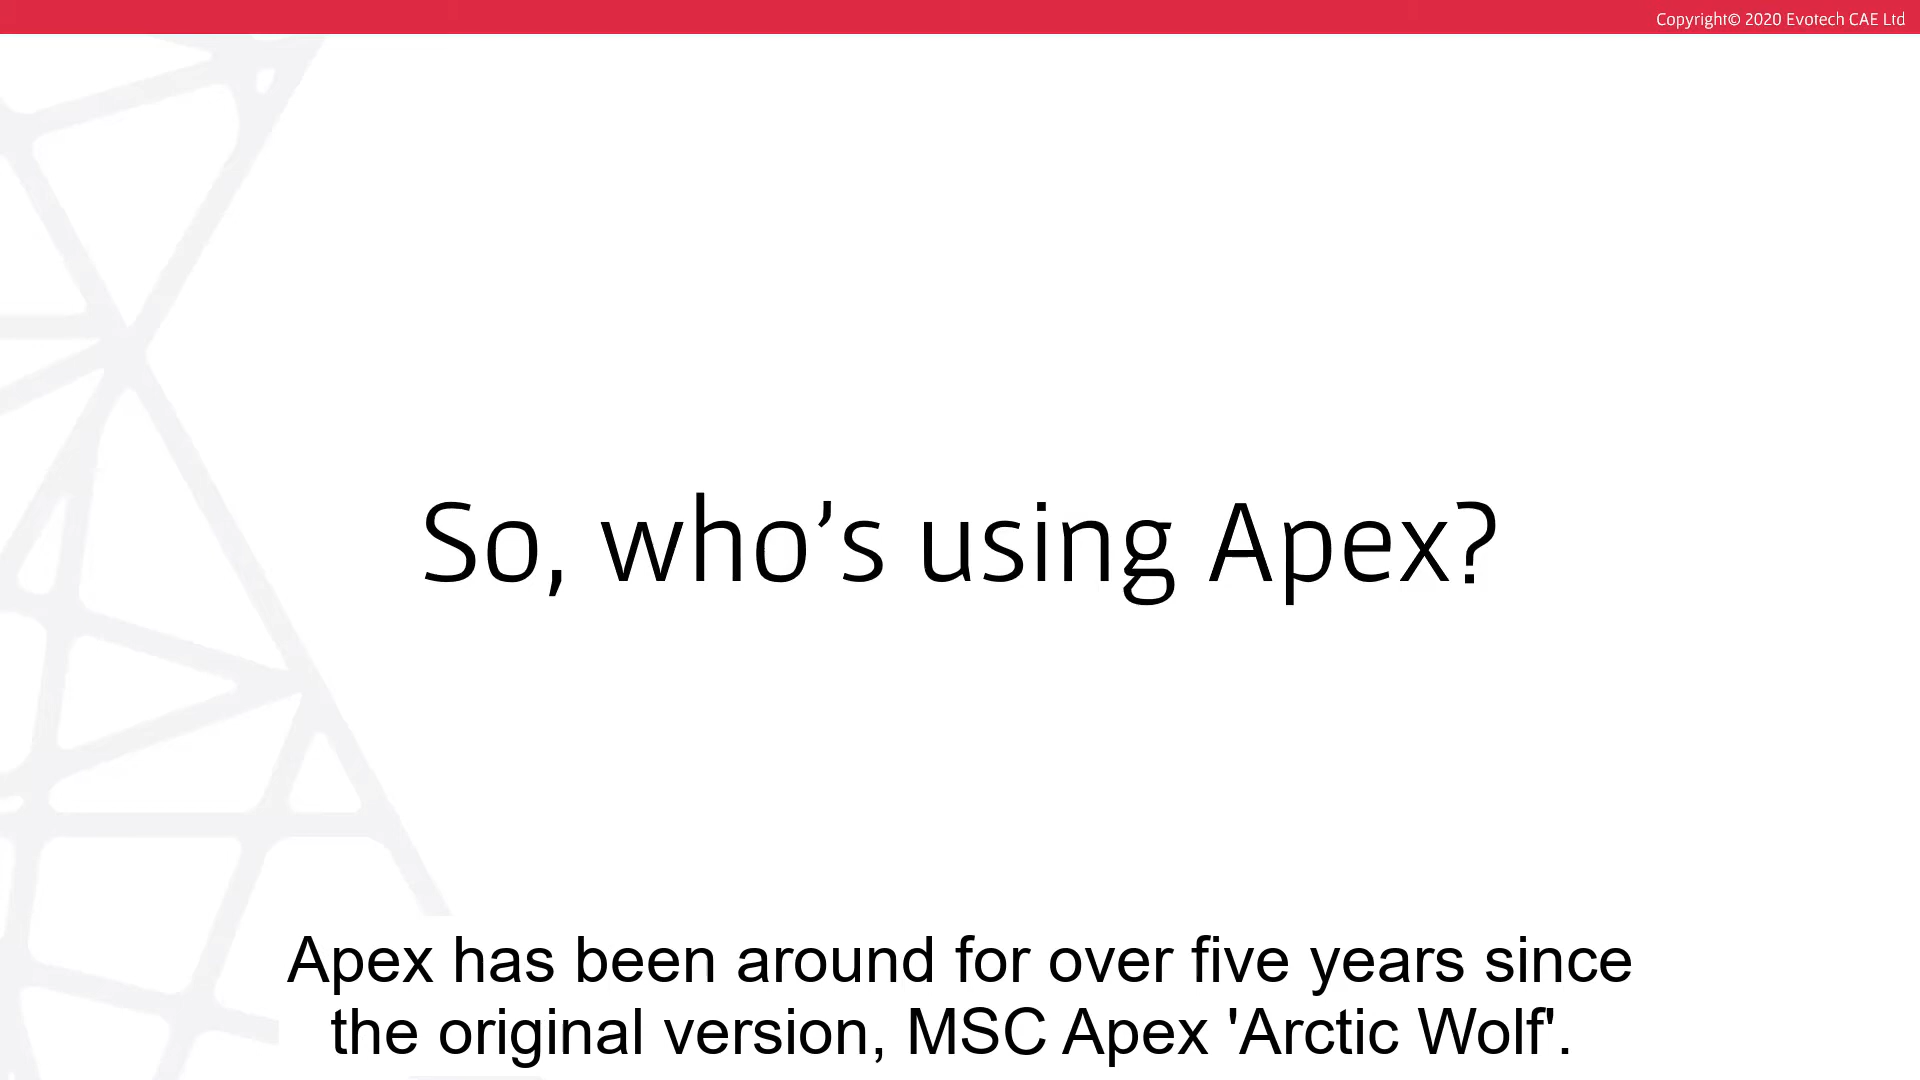 Copyright© 2020 Evotech CAE Ltd
So, who's using Apex?
Apex has been around for over five years since
the original version, MSC Apex 'Arctic Wolf'.